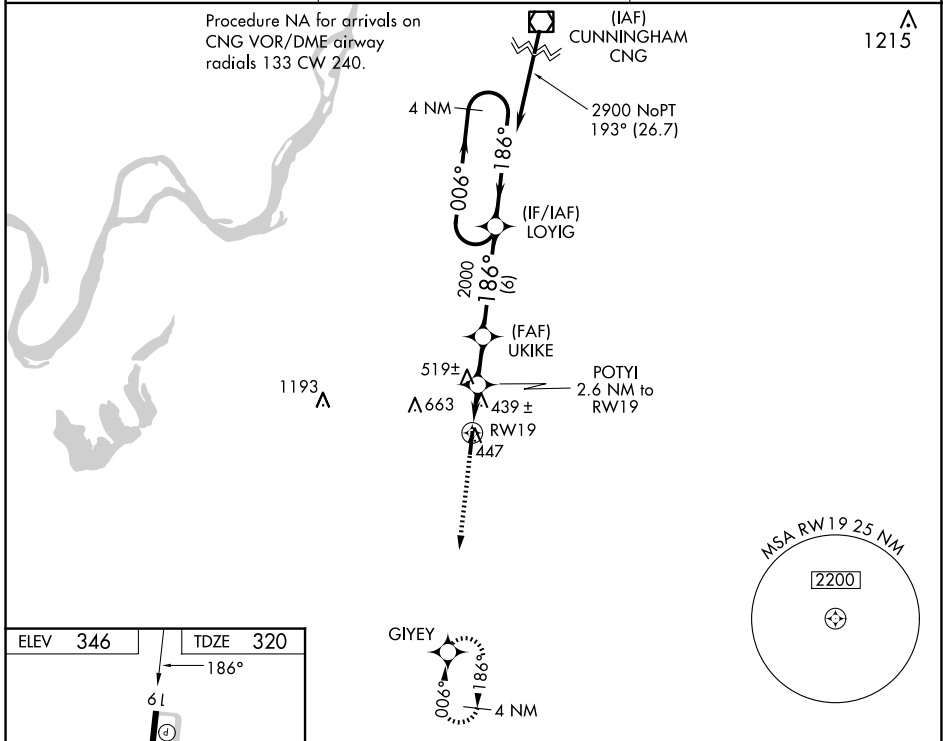 Procedure NA for arrivals on
CNG VOR/DME airway
radials 133 CW 240.
(IAF)
CUNNINGHAM
CNG
1215
4 NM
2900 NoPT
193° (26.7)
006°
186°
(IF/IAF)
LOYIG
2000
186°
(6)
(FAF)
UKIKE
519±
POTYI
2.6 NM to
RW19
1193
663
439 ±
RW19
447
MSA RW19 25 NM
2200
ELEV 346
TDZE 320
186°
19
P
GIYEY
006°
186°
4 NM